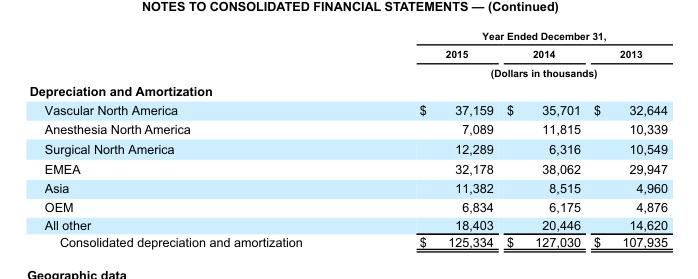 NOTES TO CONSOLIDATED FINANCIAL STATEMENTS — (Continued)
Year Ended December 31,
2015 2014 2013
(Dollars in thousands)
Depreciation and Amortization
Vascular North America $ 37,159 $ 35,701 $ 32,644
Anesthesia North America 7,089 11,815 10,339
Surgical North America 12,289 6,316 10,549
EMEA 32,178 38,062 29,947
Asia 11,382 8,515 4,960
OEM 6,834 6,175 4,876
All other 18,403 20,446 14,620
Consolidated depreciation and amortization $ 125,334 $ 127,030 $ 107,935
Geographic data